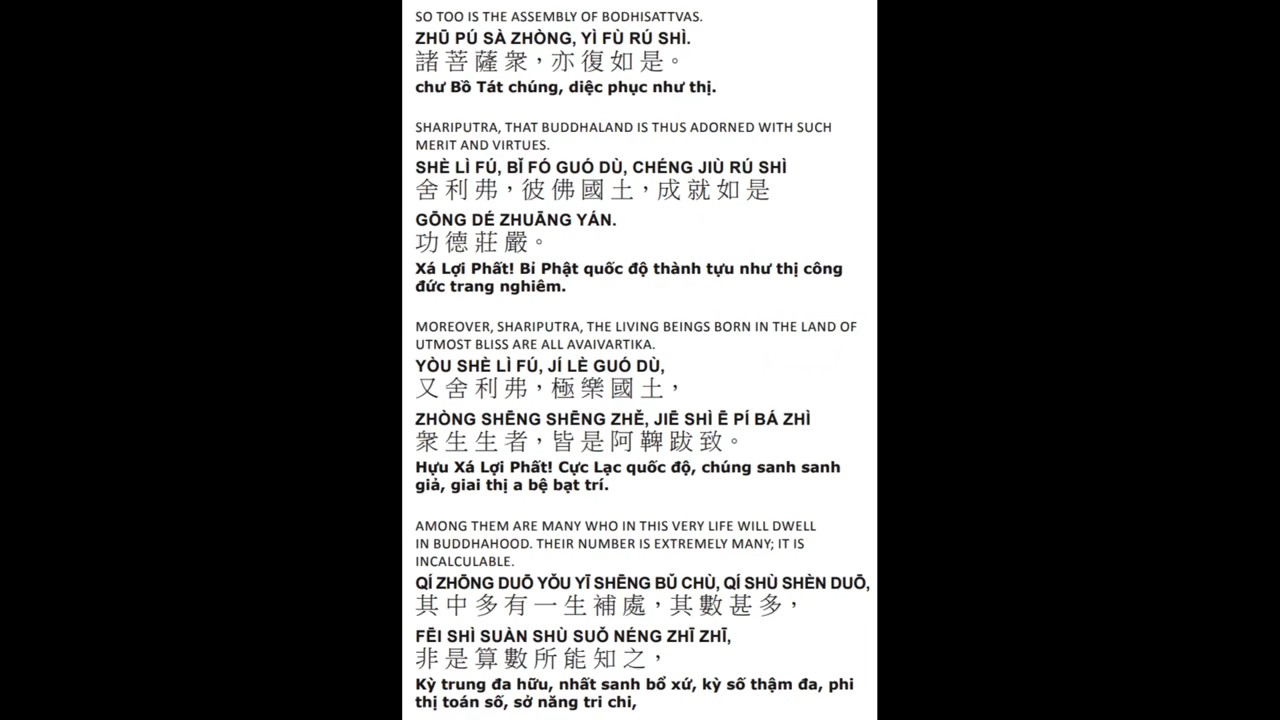 SO TOO IS THE ASSEMBLY OF BODHISATTVAS.
ZHŪ PÚ SÀ ZHÒNG, YÌ FÙ RÚ SHÌ.
諸菩薩衆，亦復如是。
chư Bồ Tát chúng, diệc phục như thị.
SHARIPUTRA, THAT BUDDHALAND IS THUS ADORNED WITH SUCH
MERIT AND VIRTUES.
SHÈ LÌ FÚ, BǏ FÓ GUÓ DÙ, CHÉNG JIÙ RÚ SHÌ
舍利弗，彼佛國土，成就如是
GŌNG DÉ ZHUĀNG YÁN.
功德莊嚴。
Xá Lợi Phất! Bỉ Phật quốc độ thành tựu như thị công
đức trang nghiêm.
MOREOVER, SHARIPUTRA, THE LIVING BEINGS BORN IN THE LAND OF
UTMOST BLISS ARE ALL AVAIVARTIKA.
YÒU SHÈ LÌ FÚ, JÍ LÈ GUÓ DÙ,
又舍利弗，極樂國土，
ZHÒNG SHĒNG SHĒNG ZHĚ, JIĒ SHÌ Ē PÍ BÁ ZHÌ
衆生生者，皆是阿鞞跋致。
Hựu Xá Lợi Phất! Cực Lạc quốc độ, chúng sanh sanh
giả, giai thị a bệ bạt trí.
AMONG THEM ARE MANY WHO IN THIS VERY LIFE WILL DWELL
IN BUDDHAHOOD. THEIR NUMBER IS EXTREMELY MANY; IT IS
INCALCULABLE.
QÍ ZHŌNG DUŌ YǑU YĪ SHĒNG BǓ CHÙ, QÍ SHÙ SHÈN DUŌ,
其中多有一生補處，其數甚多，
FĒI SHÌ SUÀN SHÙ SUǑ NÉNG ZHĪ ZHĪ,
非是算數所能知之，
Kỳ trung đa hữu, nhất sanh bổ xứ, kỳ số thậm đa, phi
thị toán số, sở năng tri chi,